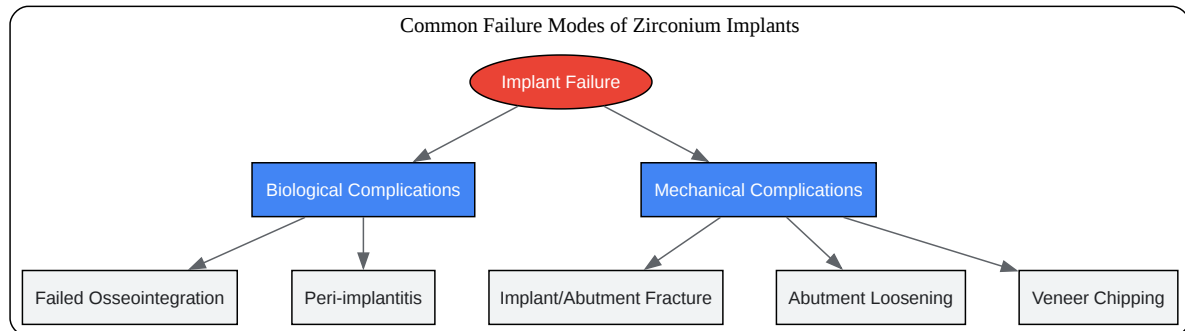 Common Failure Modes of Zirconium Implants
Implant Failure
Biological Complications
Mechanical Complications
Failed Osseointegration
Peri-implantitis
Implant/Abutment Fracture
Abutment Loosening
Veneer Chipping